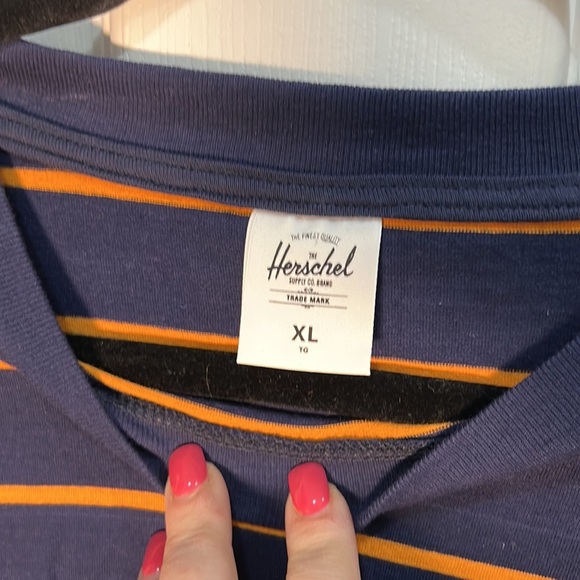 THE FINEST QUALITY
THE
Herschel
SUPPLY CO. BRAND
TRADE MARK
XL
TG